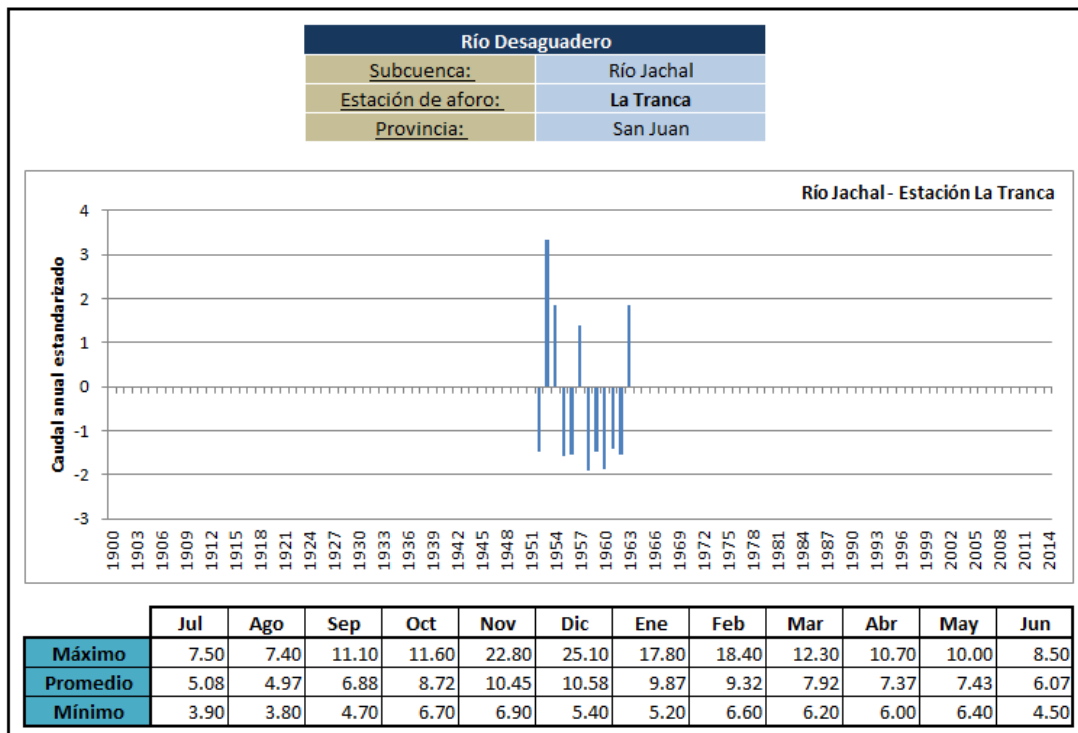 Río Desaguadero
Subcuenca: Río Jachal
Estación de aforo: La Tranca
Provincia: San Juan
Río Jachal - Estación La Tranca
Caudal anual estandarizado
4
3
2
1
0
-1
-2
-3
1900 1903 1906 1909 1912 1915 1918 1921 1924 1927 1930 1933 1936 1939 1942 1945 1948 1951 1954 1957 1960 1963 1966 1969 1972 1975 1978 1981 1984 1987 1990 1993 1996 1999 2002 2005 2008 2011 2014
Jul Ago Sep Oct Nov Dic Ene Feb Mar Abr May Jun
Máximo 7.50 7.40 11.10 11.60 22.80 25.10 17.80 18.40 12.30 10.70 10.00 8.50
Promedio 5.08 4.97 6.88 8.72 10.45 10.58 9.87 9.32 7.92 7.37 7.43 6.07
Mínimo 3.90 3.80 4.70 6.70 6.90 5.40 5.20 6.60 6.20 6.00 6.40 4.50